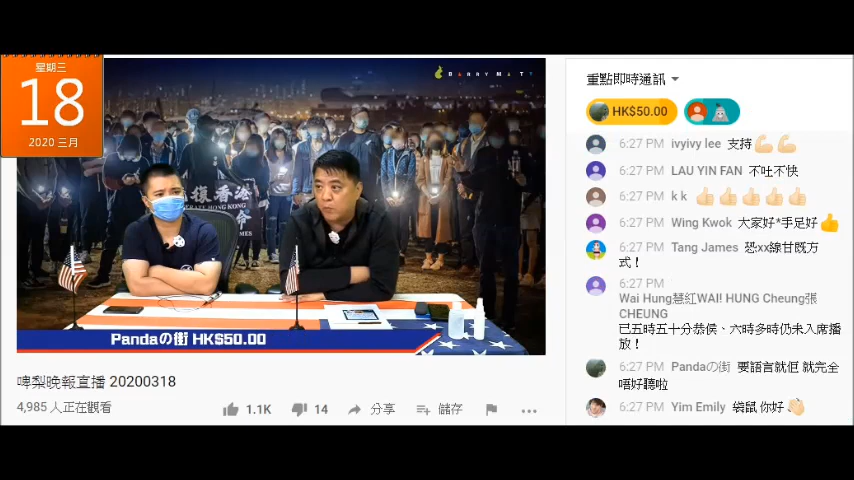 星期三
18
2020 三月
BARRY MATT
復香港
ERATE HONG KONG
命
MES
Pandaの街 HK$50.00
啤梨晚報直播 20200318
4,985 人正在觀看
1.1K
14
分享
儲存
重點即時通訊
HK$50.00
6:27 PM ivyivy lee 支持💪🏻💪🏻
6:27 PM LAU YIN FAN 不吐不快
6:27 PM k k 👍🏻👍🏻👍🏻👍🏻👍🏻
6:27 PM Wing Kwok 大家好*手足好👍
6:27 PM Tang James 恐xx線甘既方
式！
6:27 PM
Wai Hung慧紅WAI! HUNG Cheung張
CHEUNG
已五時五十分恭侯、六時多時仍未入席播
放！
6:27 PM Pandaの街 要語言就佢 就完全
唔好聽啦
6:27 PM Yim Emily 袋鼠 你好👋🏻